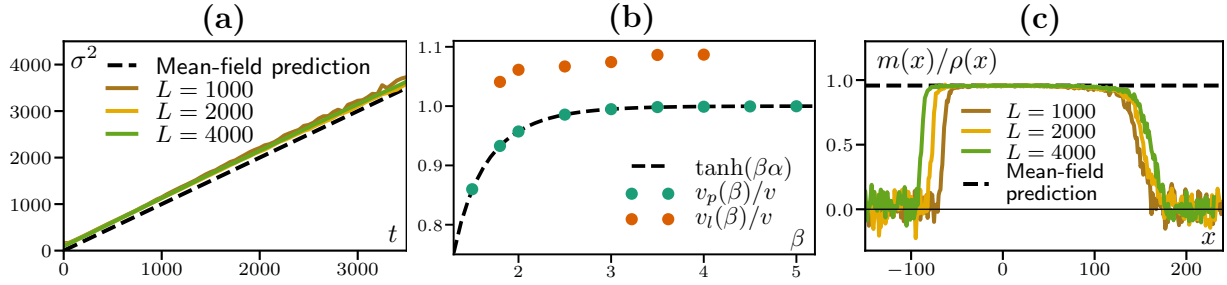 (a)
σ²
4000
3000
2000
1000
0
Mean-field prediction
L = 1000
L = 2000
L = 4000
t
0 1000 2000 3000
(b)
1.1
1.0
0.9
0.8
tanh(βα)
v_p(β)/v
v_l(β)/v
β
2 3 4 5
(c)
m(x)/ρ(x)
1.0
0.5
0.0
L = 1000
L = 2000
L = 4000
Mean-field
prediction
x
−100 0 100 200